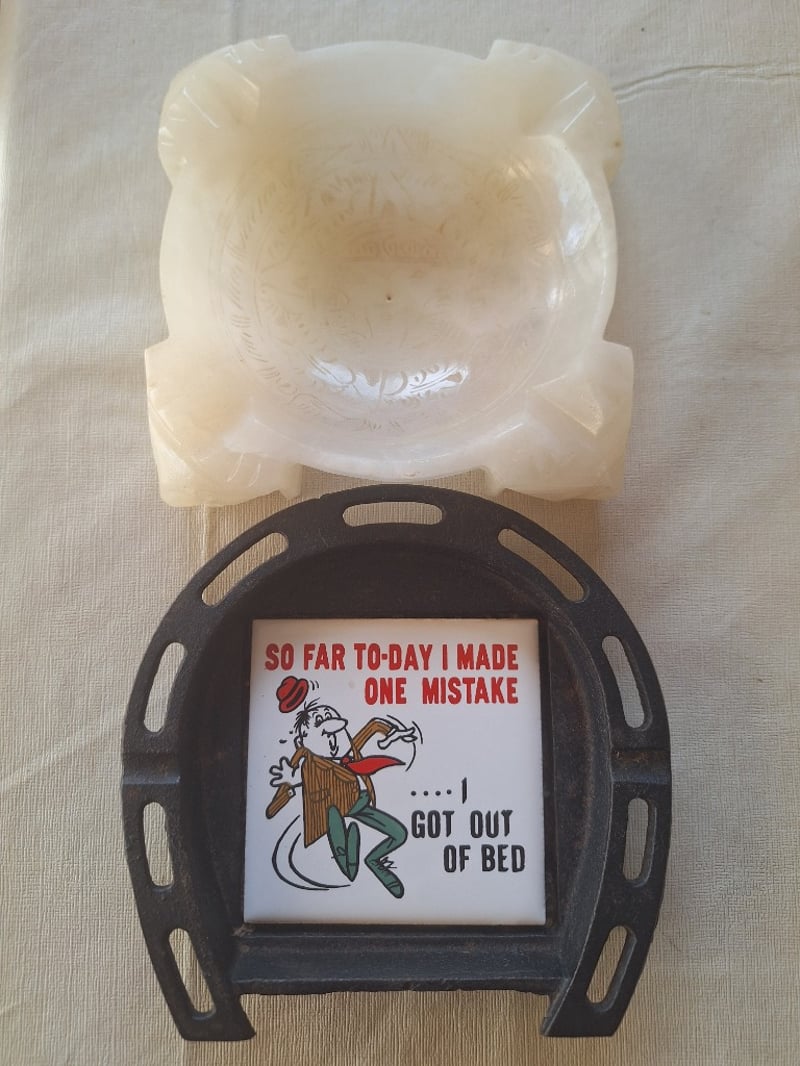 SO FAR TO-DAY I MADE
ONE MISTAKE
.... I
GOT OUT
OF BED